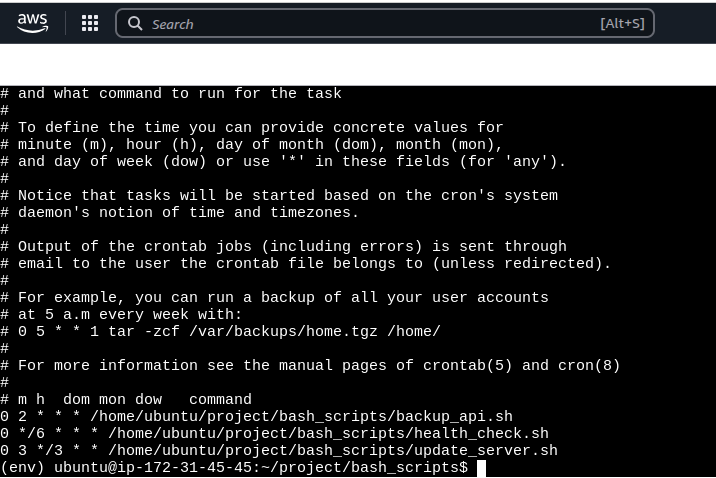 aws
Search [Alt+S]
# and what command to run for the task
#
# To define the time you can provide concrete values for
# minute (m), hour (h), day of month (dom), month (mon),
# and day of week (dow) or use '*' in these fields (for 'any').
#
# Notice that tasks will be started based on the cron's system
# daemon's notion of time and timezones.
#
# Output of the crontab jobs (including errors) is sent through
# email to the user the crontab file belongs to (unless redirected).
#
# For example, you can run a backup of all your user accounts
# at 5 a.m every week with:
# 0 5 * * 1 tar -zcf /var/backups/home.tgz /home/
#
# For more information see the manual pages of crontab(5) and cron(8)
#
# m h  dom mon dow   command
0 2 * * * /home/ubuntu/project/bash_scripts/backup_api.sh
0 */6 * * * /home/ubuntu/project/bash_scripts/health_check.sh
0 3 */3 * * /home/ubuntu/project/bash_scripts/update_server.sh
(env) ubuntu@ip-172-31-45-45:~/project/bash_scripts$